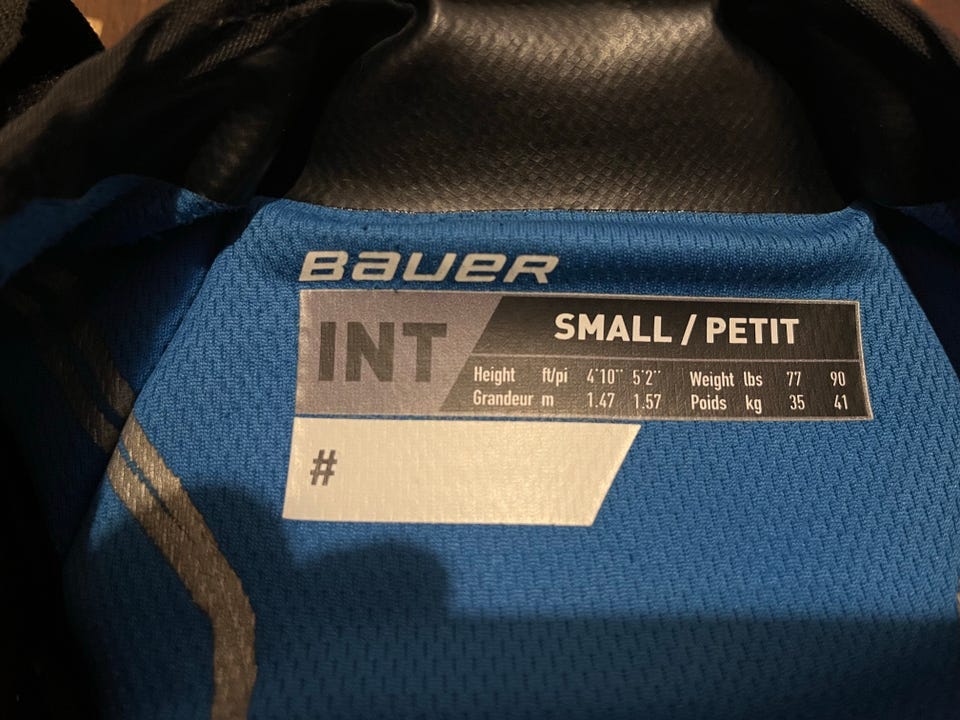 BAUER
INT
SMALL / PETIT
Height ft/pi 4'10'' 5'2'' Weight lbs 77 90
Grandeur m 1.47 1.57 Poids kg 35 41
#